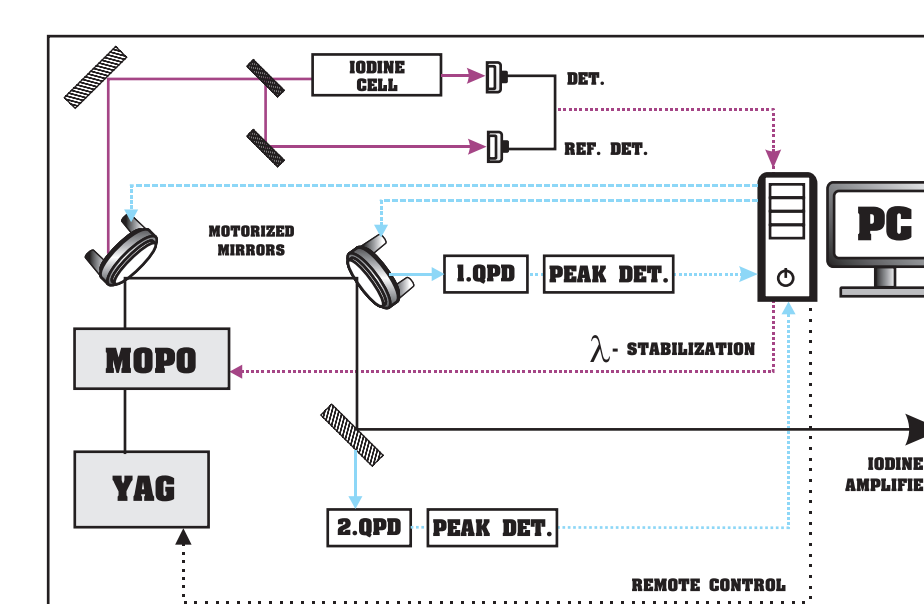 IODINE
CELL
DET.
REF. DET.
MOTORIZED
MIRRORS
PC
1.QPD
PEAK DET.
λ - STABILIZATION
MOPO
YAG
IODINE
AMPLIFIE
2.QPD
PEAK DET.
REMOTE CONTROL